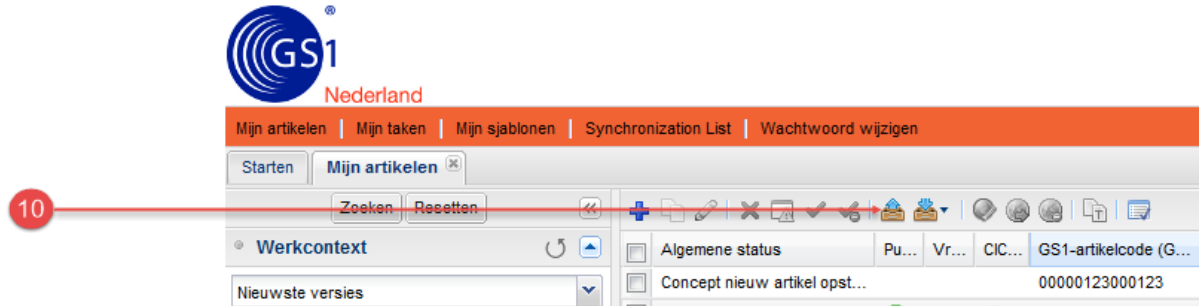 GS1 ®
Nederland
Mijn artikelen | Mijn taken | Mijn sjablonen | Synchronization List | Wachtwoord wijzigen
Starten Mijn artikelen
10 Zoeken Resetten
Werkcontext
Algemene status Pu... Vr... CIC... GS1-artikelcode (G...
Nieuwste versies
Concept nieuw artikel opst... 00000123000123